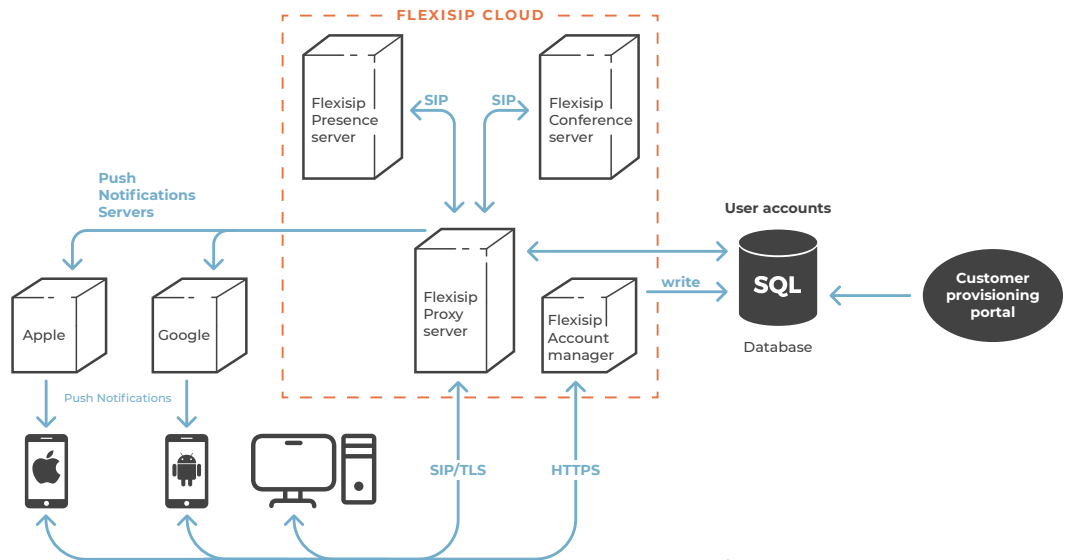 FLEXISIP CLOUD
Flexisip
Presence
server
SIP
SIP
Flexisip
Conference
server
Push
Notifications
Servers
User accounts
Apple
Google
Flexisip
Proxy
server
Flexisip
Account
manager
write
SQL
Database
Customer
provisioning
portal
Push Notifications
SIP/TLS
HTTPS